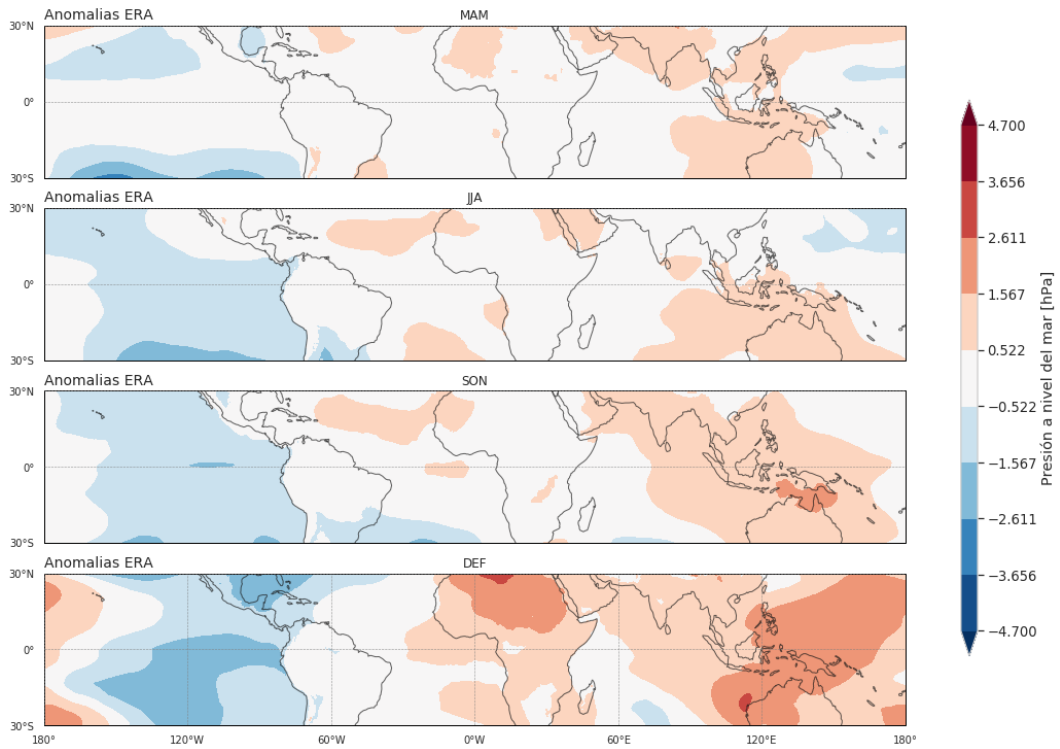 Anomalias ERA
MAM
30°N
0°
30°S
Anomalias ERA
JJA
30°N
0°
30°S
Anomalias ERA
SON
30°N
0°
30°S
Anomalias ERA
DEF
30°N
0°
30°S
180°
120°W
60°W
0°W
60°E
120°E
180°
4.700
3.656
2.611
1.567
0.522
−0.522
−1.567
−2.611
−3.656
−4.700
Presión a nivel del mar [hPa]